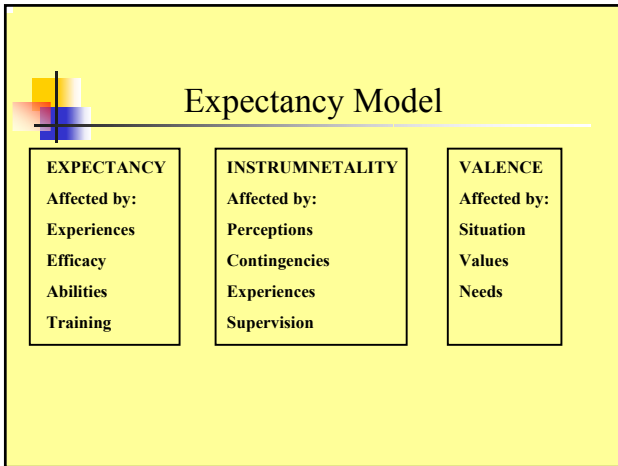 Expectancy Model
EXPECTANCY
Affected by:
Experiences
Efficacy
Abilities
Training
INSTRUMNETALITY
Affected by:
Perceptions
Contingencies
Experiences
Supervision
VALENCE
Affected by:
Situation
Values
Needs